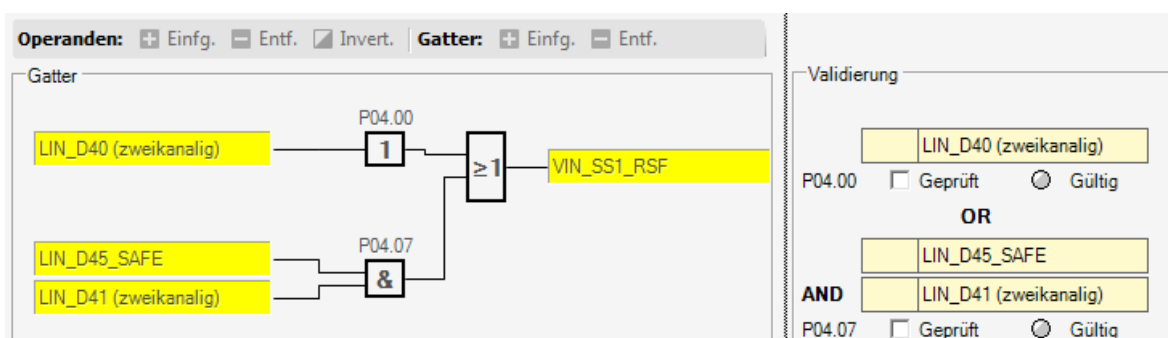 Operanden: Einfg. Entf. Invert. Gatter: Einfg. Entf.
Gatter
P04.00
LIN_D40 (zweikanalig)
1
≥1
VIN_SS1_RSF
P04.07
LIN_D45_SAFE
&
LIN_D41 (zweikanalig)
Validierung
LIN_D40 (zweikanalig)
P04.00 Geprüft Gültig
OR
LIN_D45_SAFE
AND LIN_D41 (zweikanalig)
P04.07 Geprüft Gültig